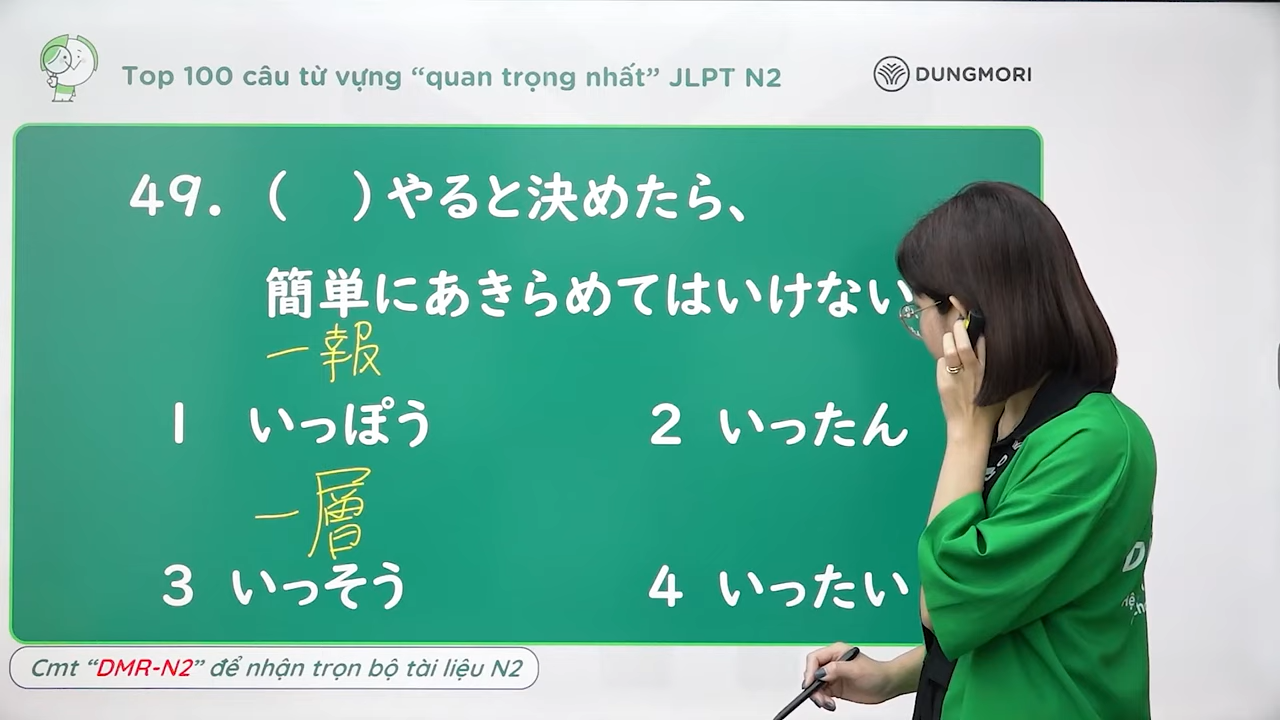 Top 100 câu từ vựng “quan trọng nhất” JLPT N2
DUNGMORI
49. (　)やると決めたら、
簡単にあきらめてはいけない
一報
1 いっぽう
2 いったん
一層
3 いっそう
4 いったい
Cmt “DMR-N2” để nhận trọn bộ tài liệu N2